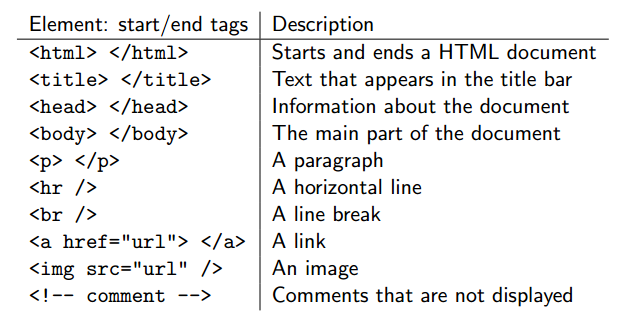 Element: start/end tags Description
<html> </html> Starts and ends a HTML document
<title> </title> Text that appears in the title bar
<head> </head> Information about the document
<body> </body> The main part of the document
<p> </p> A paragraph
<hr /> A horizontal line
<br /> A line break
<a href="url"> </a> A link
<img src="url" /> An image
<!-- comment --> Comments that are not displayed